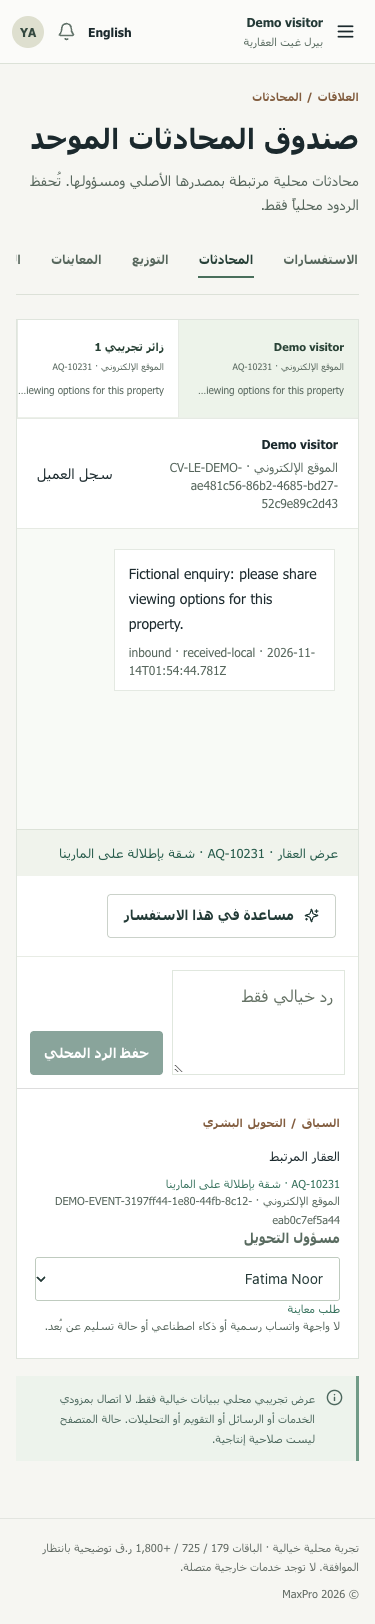 Demo visitor
بيرل غيت العقارية
English
YA
العلاقات / المحادثات
صندوق المحادثات الموحد
محادثات محلية مرتبطة بمصدرها الأصلي ومسؤولها. تُحفظ
الردود محلياً فقط.
الاستفسارات
المحادثات
التوزيع
المعاينات
Demo visitor
الموقع الإلكتروني · AQ-10231
...iewing options for this property
زائر تجريبي 1
الموقع الإلكتروني · AQ-10231
...iewing options for this property
Demo visitor
الموقع الإلكتروني · CV-LE-DEMO-
ae481c56-86b2-4685-bd27-
52c9e89c2d43
سجل العميل
Fictional enquiry: please share
viewing options for this
property.
inbound · received-local · 2026-11-
14T01:54:44.781Z
عرض العقار · AQ-10231 · شقة بإطلالة على المارينا
مساعدة في هذا الاستفسار
رد خيالي فقط
حفظ الرد المحلي
السياق / التحويل البشري
العقار المرتبط
AQ-10231 · شقة بإطلالة على المارينا
الموقع الإلكتروني · DEMO-EVENT-3197ff44-1e80-44fb-8c12-
eab0c7ef5a44
مسؤول التحويل
Fatima Noor
طلب معاينة
لا واجهة واتساب رسمية أو ذكاء اصطناعي أو حالة تسليم عن بُعد.
عرض تجريبي محلي ببيانات خيالية فقط. لا اتصال بمزودي
الخدمات أو الرسائل أو التقويم أو التحليلات. حالة المتصفح
ليست صلاحية إنتاجية.
تجربة محلية خيالية · الباقات 179 / 725 / +1,800 ر.ق توضيحية بانتظار
الموافقة. لا توجد خدمات خارجية متصلة.
© 2026 MaxPro